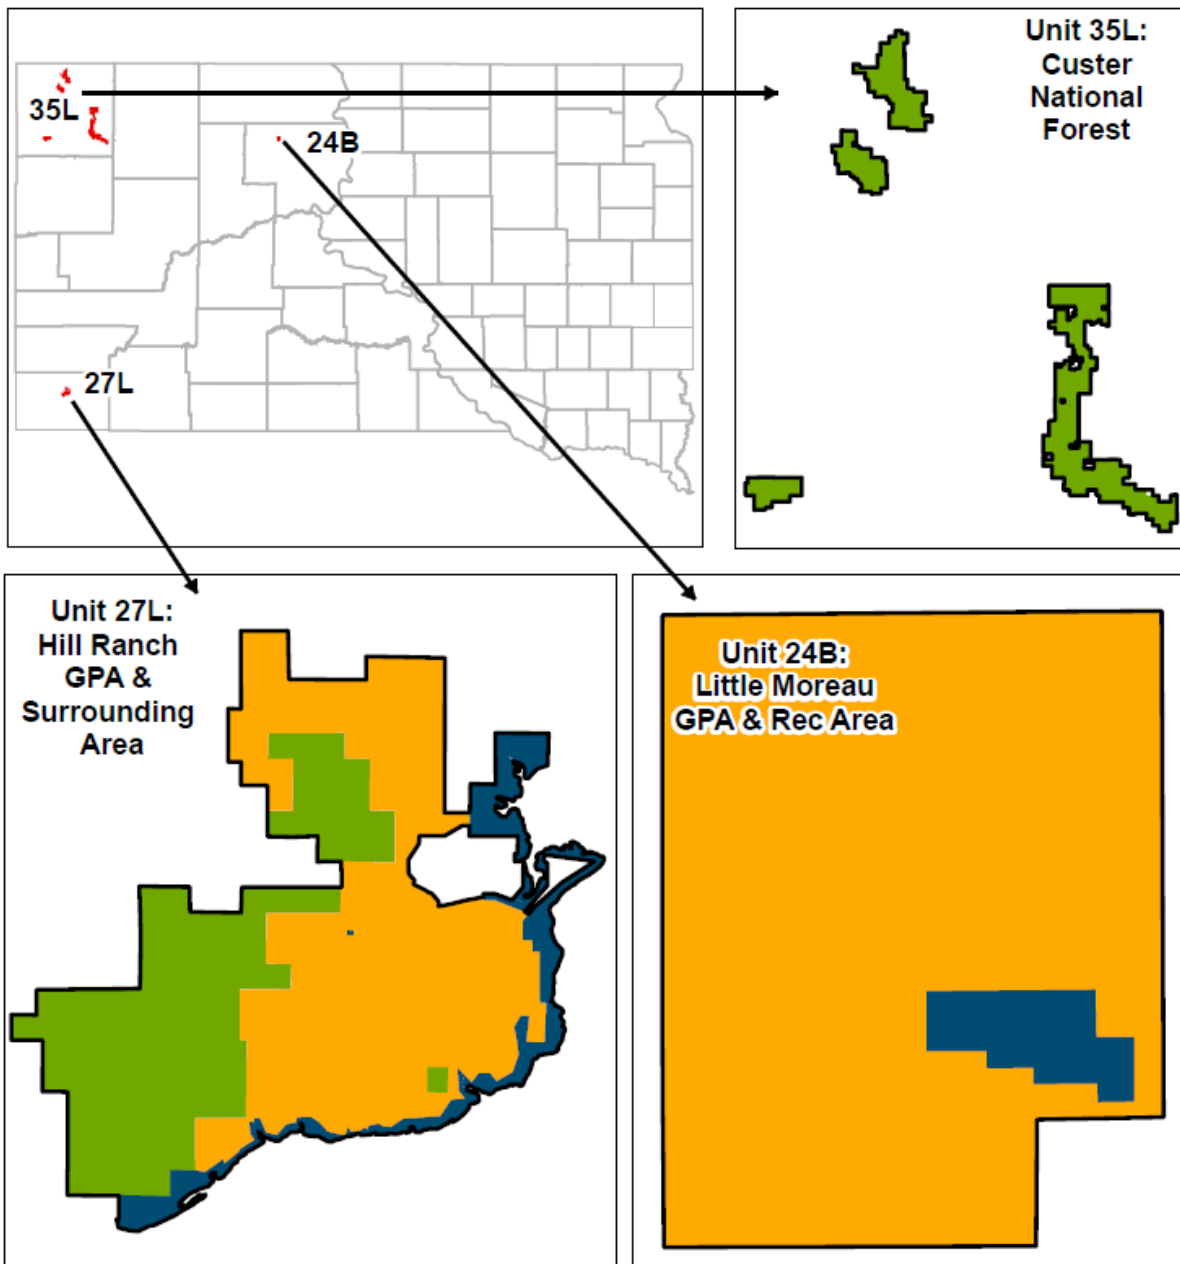 35L
24B
27L
Unit 35L:
Custer
National
Forest
Unit 27L:
Hill Ranch
GPA &
Surrounding
Area
Unit 24B:
Little Moreau
GPA & Rec Area